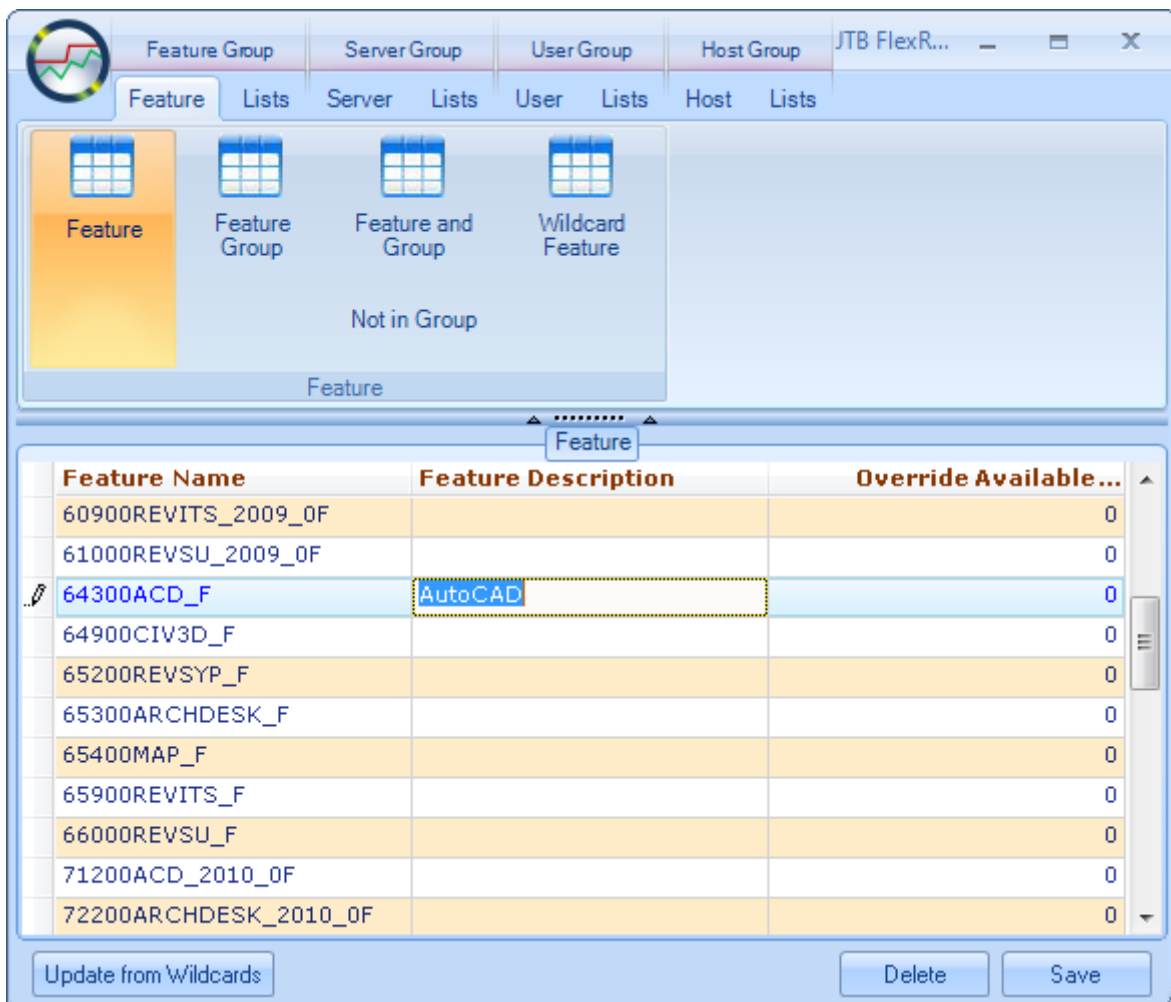 Feature Group Server Group User Group Host Group JTB FlexR...
Feature Lists Server Lists User Lists Host Lists
Feature
Feature Group
Feature and Group
Wildcard Feature
Not in Group
Feature
Feature
Feature Name Feature Description Override Available...
60900REVITS_2009_0F 0
61000REVSU_2009_0F 0
64300ACD_F AutoCAD 0
64900CIV3D_F 0
65200REVSYP_F 0
65300ARCHDESK_F 0
65400MAP_F 0
65900REVITS_F 0
66000REVSU_F 0
71200ACD_2010_0F 0
72200ARCHDESK_2010_0F 0
Update from Wildcards Delete Save